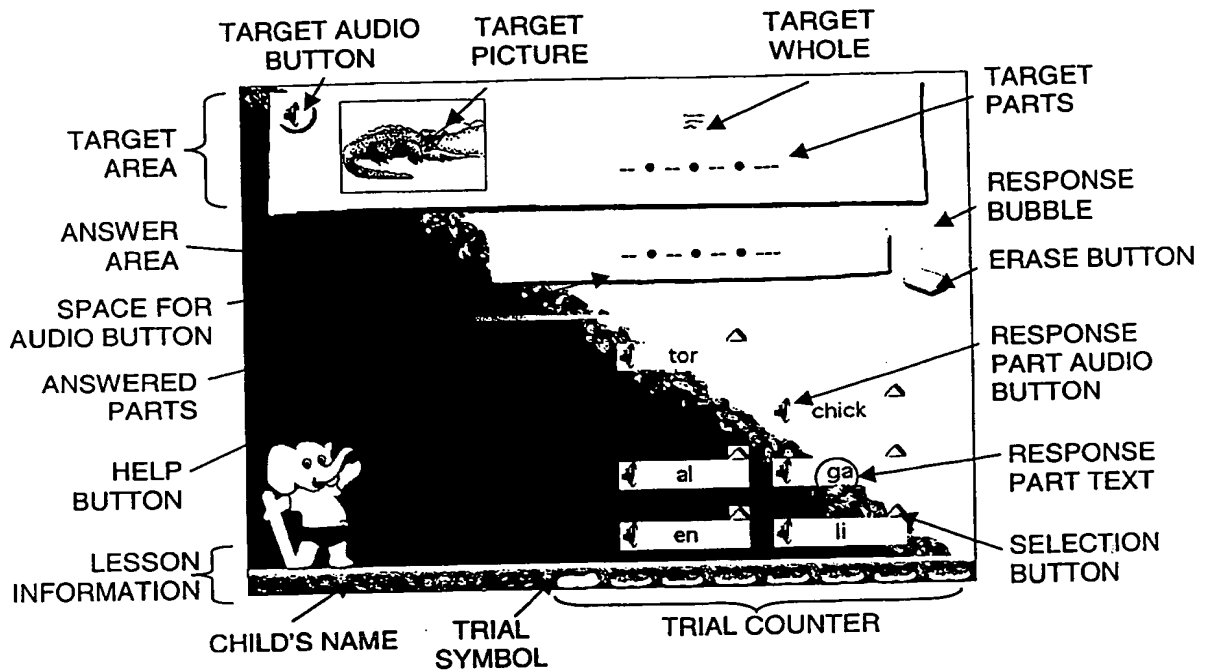 TARGET AUDIO
BUTTON
TARGET
PICTURE
TARGET
WHOLE
TARGET
PARTS
TARGET
AREA
RESPONSE
BUBBLE
ANSWER
AREA
ERASE BUTTON
SPACE FOR
AUDIO BUTTON
tor
RESPONSE
PART AUDIO
BUTTON
ANSWERED
PARTS
chick
HELP
BUTTON
al
ga
RESPONSE
PART TEXT
en
li
SELECTION
BUTTON
LESSON
INFORMATION
CHILD'S NAME
TRIAL
SYMBOL
TRIAL COUNTER